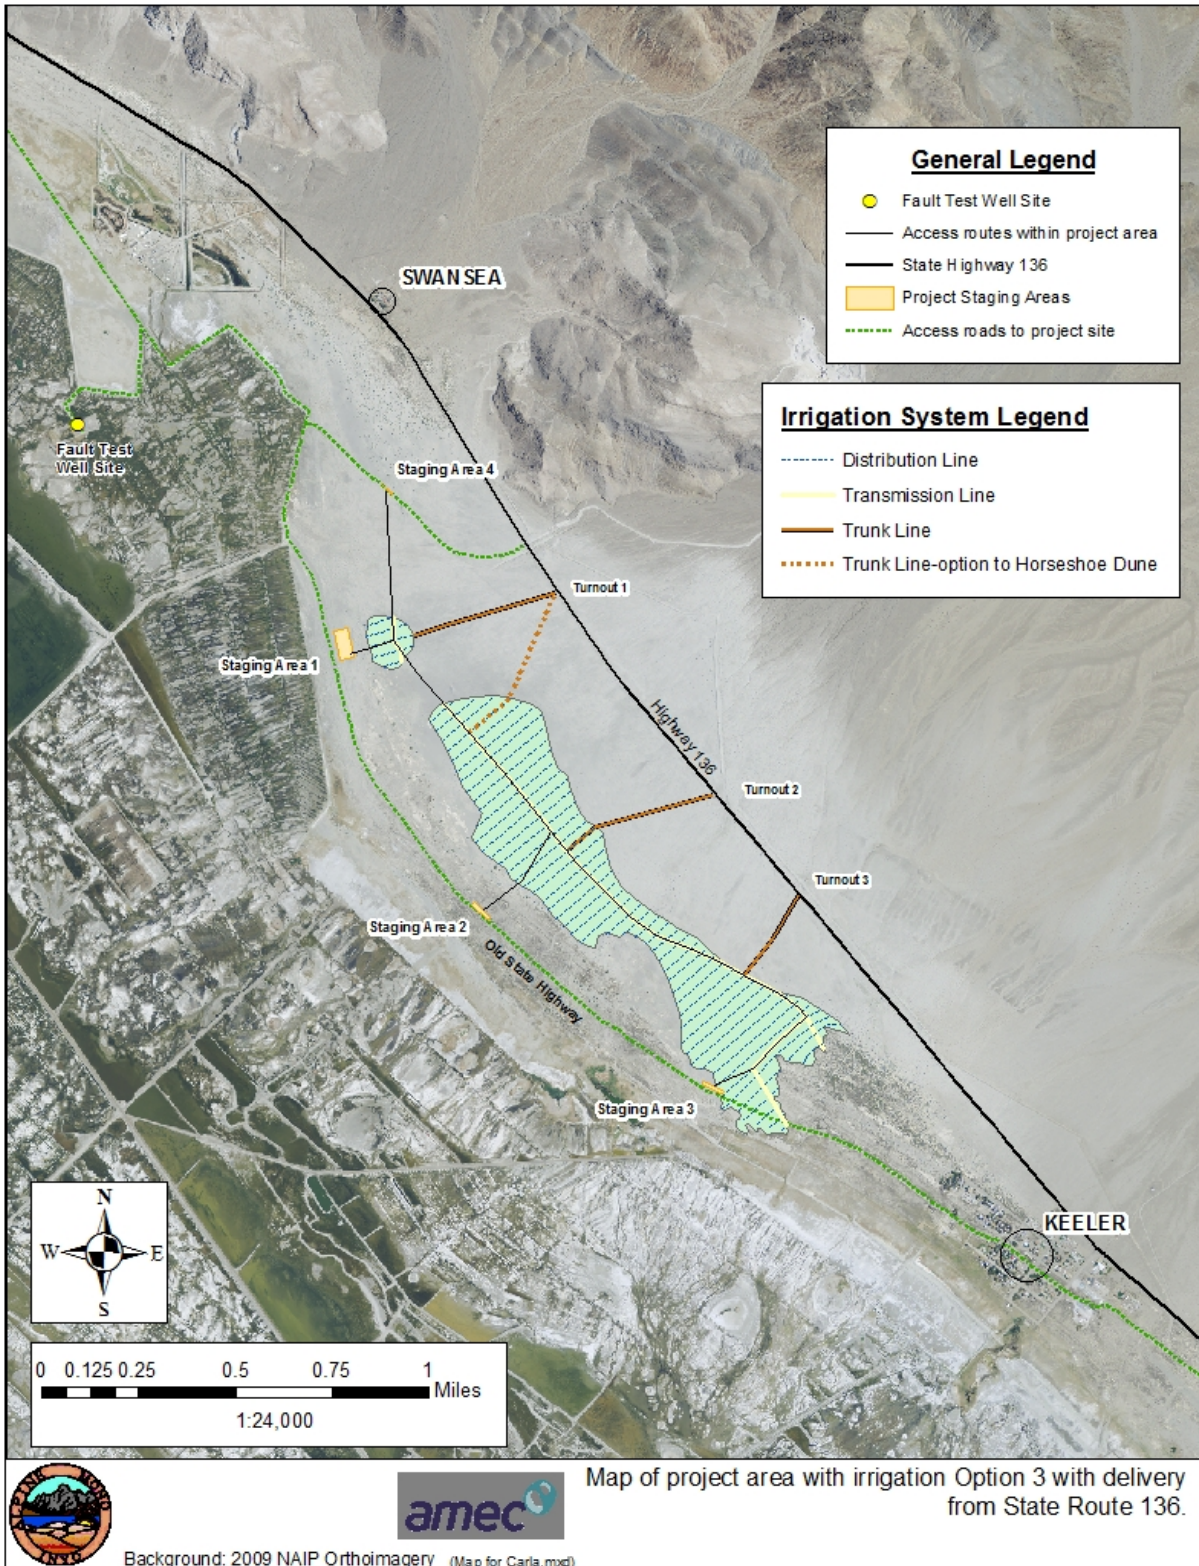 General Legend
Fault Test Well Site
Access routes within project area
State Highway 136
Project Staging Areas
Access roads to project site
SWANSEA
Irrigation System Legend
Distribution Line
Transmission Line
Trunk Line
Trunk Line-option to Horseshoe Dune
Fault Test
Well Site
Staging Area 4
Turnout 1
Staging Area 1
Highway 136
Turnout 2
Turnout 3
Staging Area 2
Old State Highway
Staging Area 3
KEELER
N
W E
S
0 0.125 0.25 0.5 0.75 1
Miles
1:24,000
ALPINE MONO
INYO
amec
Map of project area with irrigation Option 3 with delivery
from State Route 136.
Background: 2009 NAIP Orthoimagery (Map for Carla.mxd)